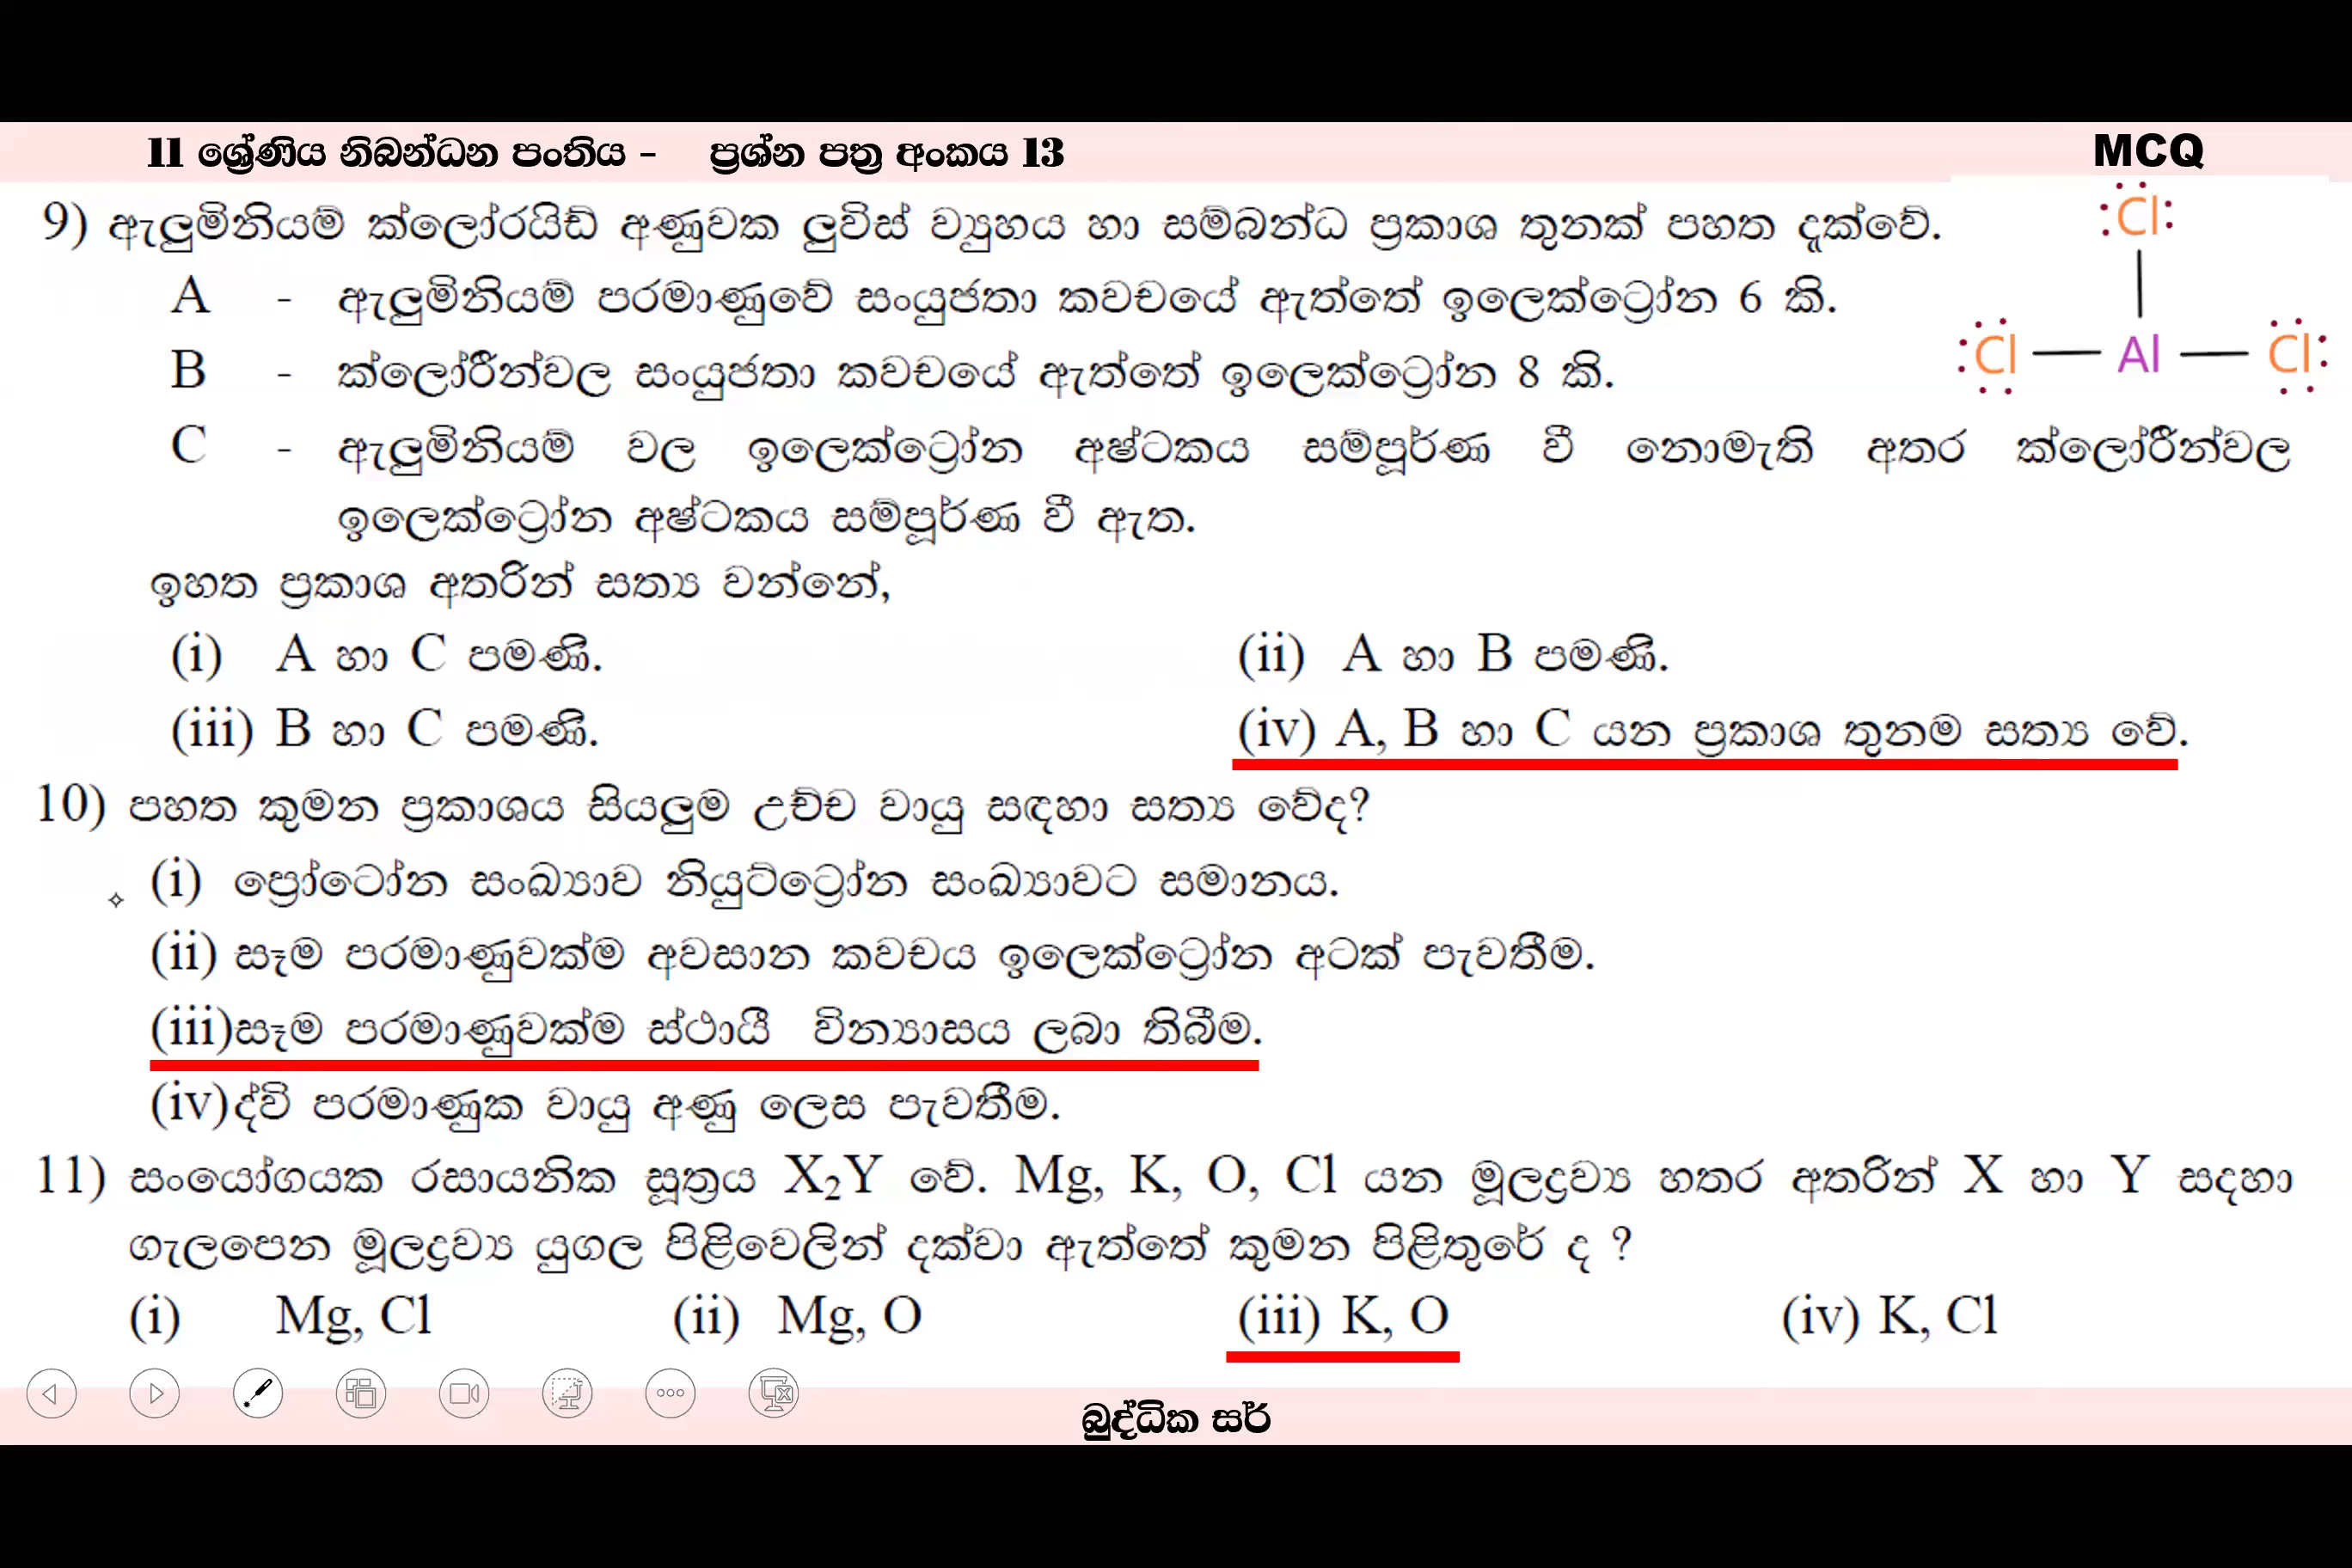 11 ශ්‍රේණිය නිබන්ධන පංතිය - ප්‍රශ්න පත්‍ර අංකය 13
MCQ
9) ඇලුමිනියම් ක්ලෝරයිඩ් අණුවක ලුවිස් ව්‍යුහය හා සම්බන්ධ ප්‍රකාශ තුනක් පහත දැක්වේ.
A - ඇලුමිනියම් පරමාණුවේ සංයුජතා කවචයේ ඇත්තේ ඉලෙක්ට්‍රෝන 6 කි.
B - ක්ලෝරීන්වල සංයුජතා කවචයේ ඇත්තේ ඉලෙක්ට්‍රෝන 8 කි.
C - ඇලුමිනියම් වල ඉලෙක්ට්‍රෝන අෂ්ටකය සම්පූර්ණ වී නොමැති අතර ක්ලෝරීන්වල
ඉලෙක්ට්‍රෝන අෂ්ටකය සම්පූර්ණ වී ඇත.
Cl
Cl Al Cl
ඉහත ප්‍රකාශ අතරින් සත්‍ය වන්නේ,
(i) A හා C පමණි. (ii) A හා B පමණි.
(iii) B හා C පමණි. (iv) A, B හා C යන ප්‍රකාශ තුනම සත්‍ය වේ.
10) පහත කුමන ප්‍රකාශය සියලුම උච්ච වායු සඳහා සත්‍ය වේද?
(i) ප්‍රෝටෝන සංඛ්‍යාව නියුට්ට්‍රෝන සංඛ්‍යාවට සමානය.
(ii) සෑම පරමාණුවක්ම අවසාන කවචය ඉලෙක්ට්‍රෝන අටක් පැවතීම.
(iii)සෑම පරමාණුවක්ම ස්ථායී වින්‍යාසය ලබා තිබීම.
(iv)ද්වි පරමාණුක වායු අණු ලෙස පැවතීම.
11) සංයෝගයක රසායනික සූත්‍රය X₂Y වේ. Mg, K, O, Cl යන මූලද්‍රව්‍ය හතර අතරින් X හා Y සදහා
ගැලපෙන මූලද්‍රව්‍ය යුගල පිළිවෙලින් දක්වා ඇත්තේ කුමන පිළිතුරේ ද ?
(i) Mg, Cl (ii) Mg, O (iii) K, O (iv) K, Cl
බුද්ධික සර්